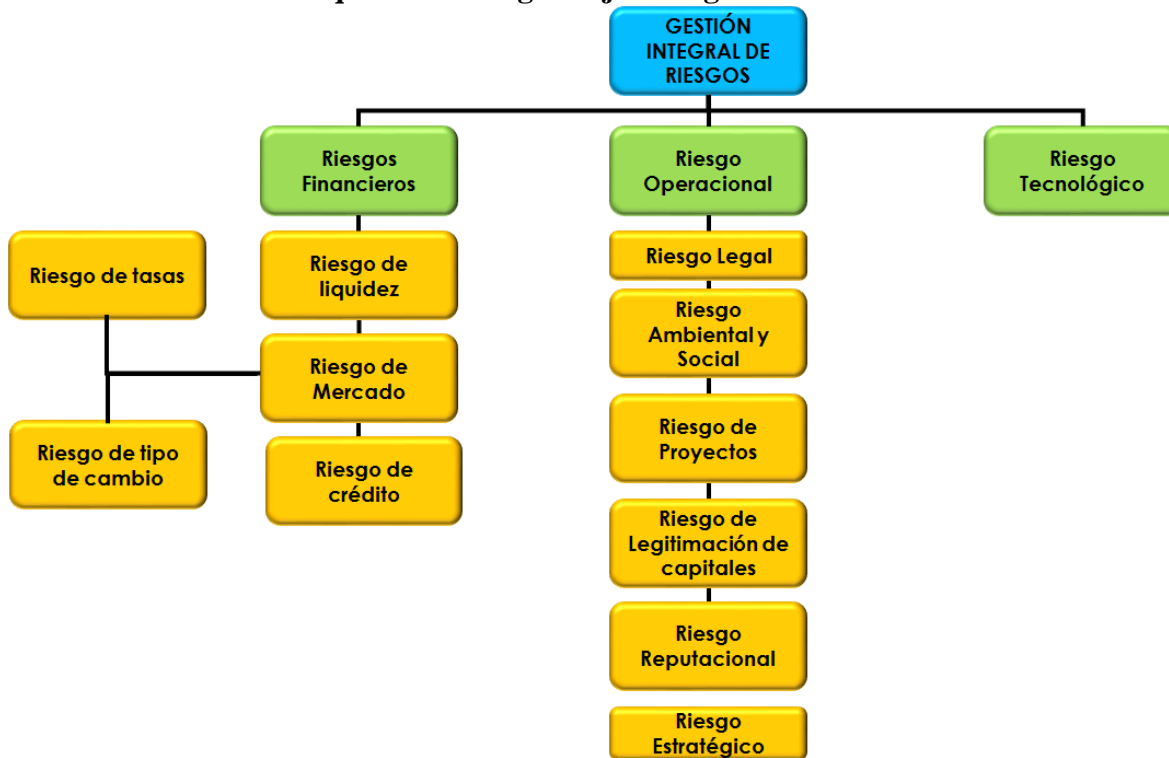 GESTIÓN
INTEGRAL DE
RIESGOS
Riesgos
Financieros
Riesgo
Operacional
Riesgo
Tecnológico
Riesgo de tasas
Riesgo de
liquidez
Riesgo Legal
Riesgo
Ambiental y
Social
Riesgo de
Mercado
Riesgo de tipo
de cambio
Riesgo de
crédito
Riesgo de
Proyectos
Riesgo de
Legitimación de
capitales
Riesgo
Reputacional
Riesgo
Estratégico